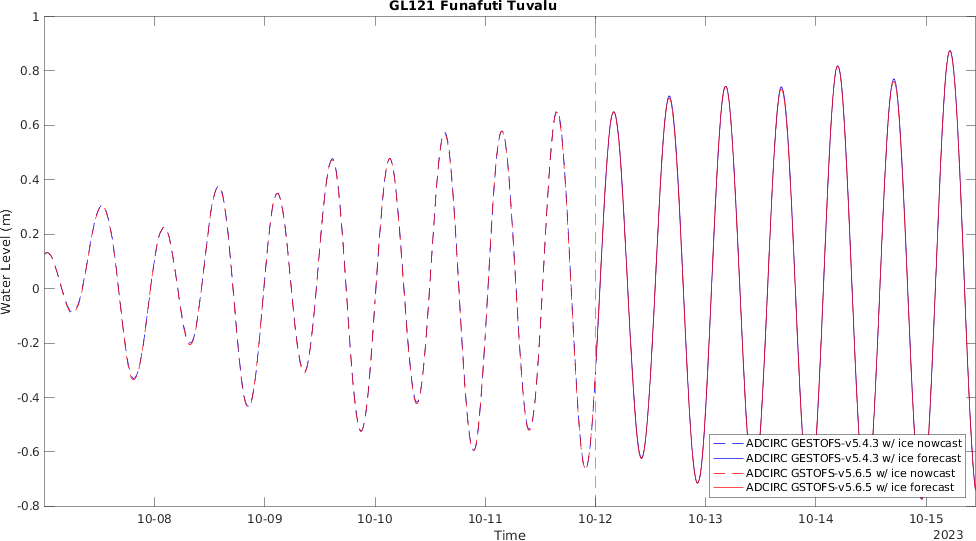 GL121 Funafuti Tuvalu
1
0.8
0.6
0.4
0.2
0
-0.2
-0.4
-0.6
-0.8
Water Level (m)
ADCIRC GESTOFS-v5.4.3 w/ ice nowcast
ADCIRC GESTOFS-v5.4.3 w/ ice forecast
ADCIRC GSTOFS-v5.6.5 w/ ice nowcast
ADCIRC GSTOFS-v5.6.5 w/ ice forecast
10-08 10-09 10-10 10-11 10-12 10-13 10-14 10-15
Time
2023